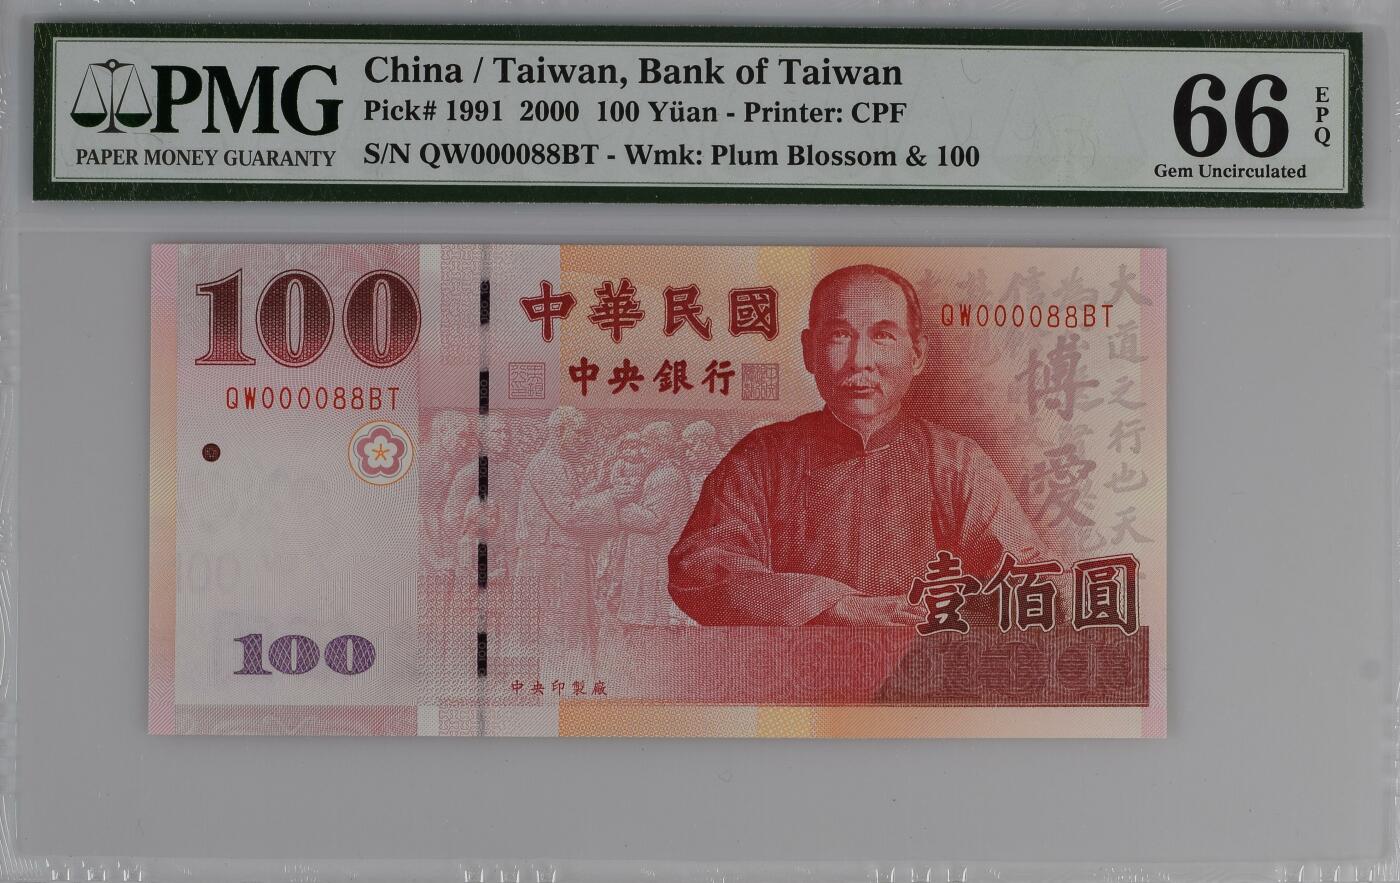 PMG
PAPER MONEY GUARANTY
China / Taiwan, Bank of Taiwan
Pick# 1991 2000 100 Yüan - Printer: CPF
S/N QW000088BT - Wmk: Plum Blossom & 100
66
EPQ
Gem Uncirculated
100
中華民國
QW000088BT
中央銀行
QW000088BT
博愛
大道之行也天
壹佰圓
100
中央印製廠